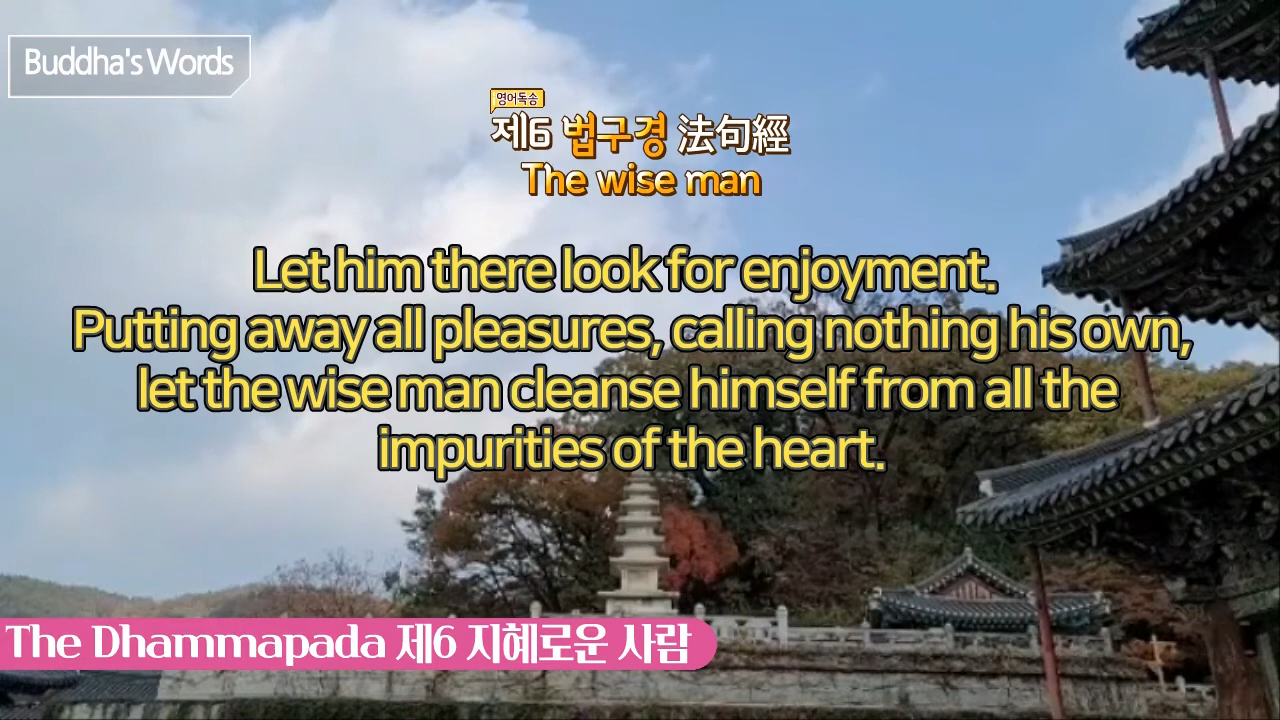 Buddha's Words
영어독송
제6 법구경 法句經
The wise man
Let him there look for enjoyment.
Putting away all pleasures, calling nothing his own,
let the wise man cleanse himself from all the
impurities of the heart.
The Dhammapada 제6 지혜로운 사람